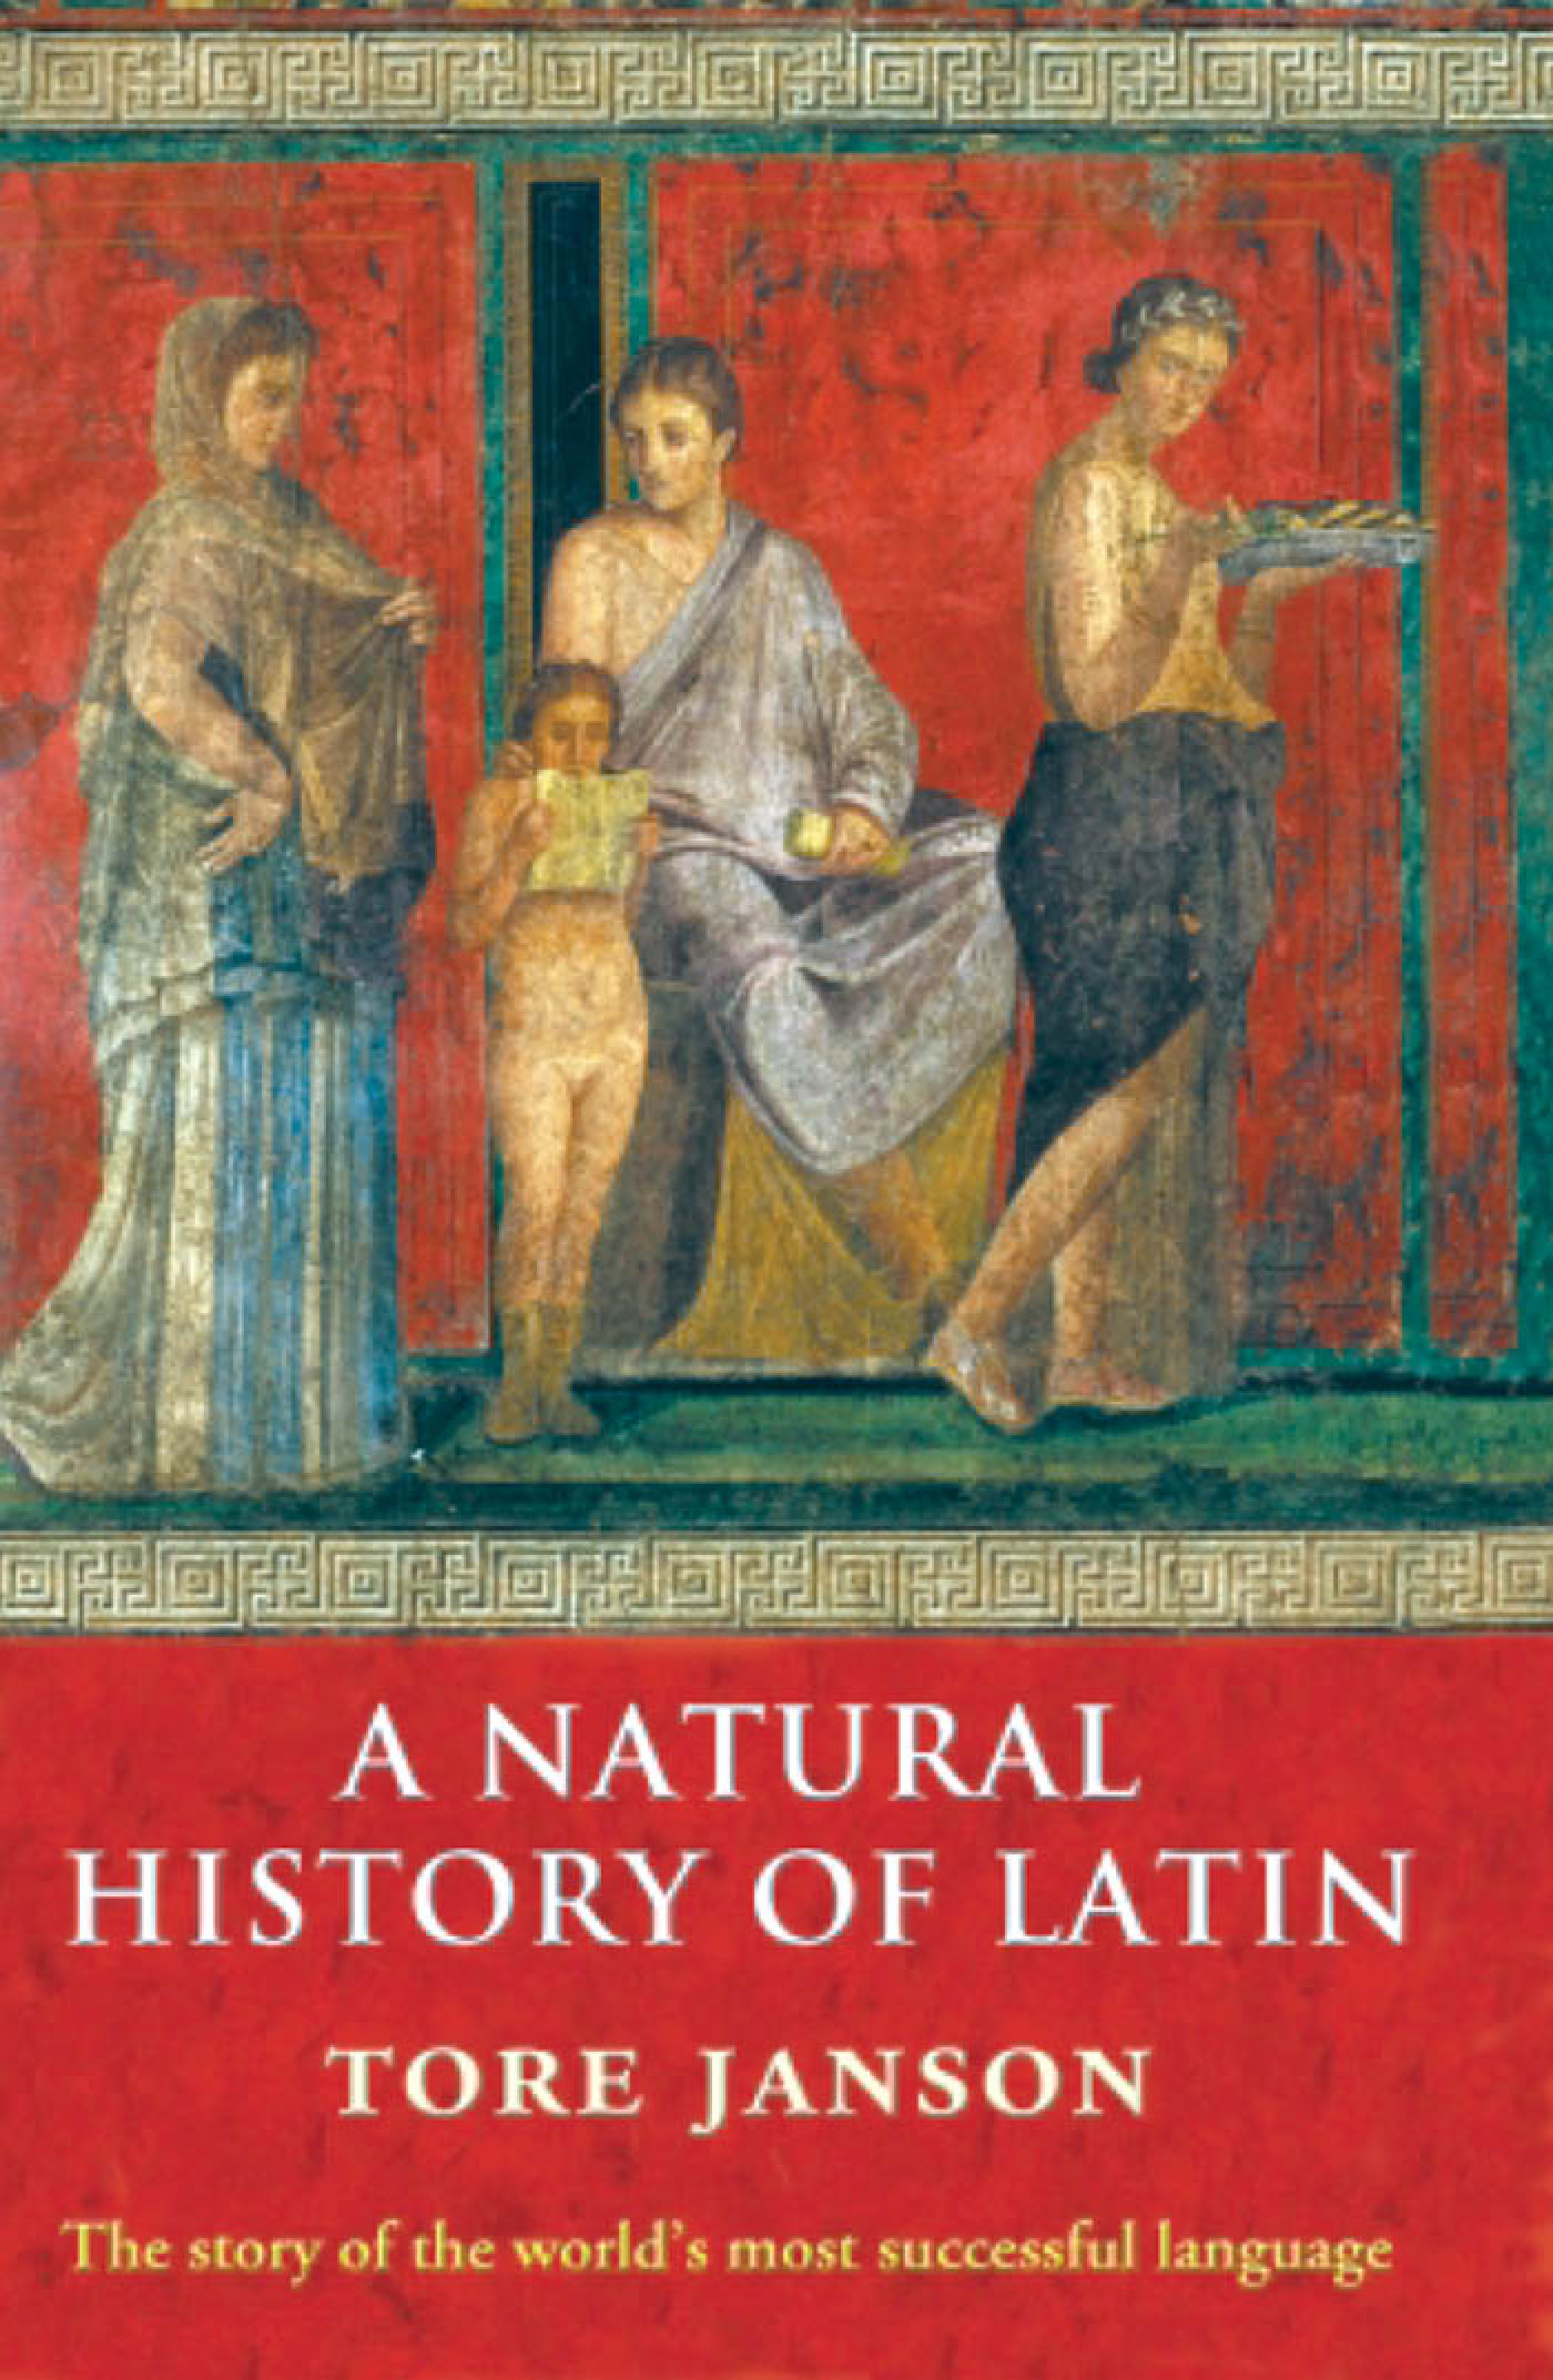 A NATURAL
HISTORY OF LATIN
TORE JANSON
The story of the world's most successful language